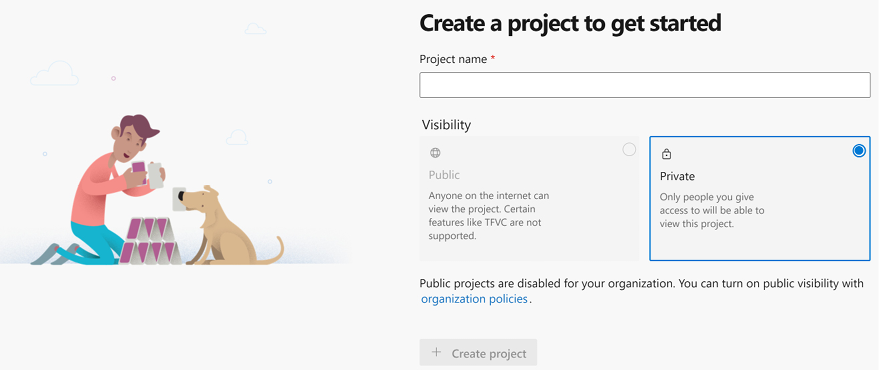 Create a project to get started
Project name *
Visibility
Public
Anyone on the internet can
view the project. Certain
features like TFVC are not
supported.
Private
Only people you give
access to will be able to
view this project.
Public projects are disabled for your organization. You can turn on public visibility with
organization policies.
+ Create project